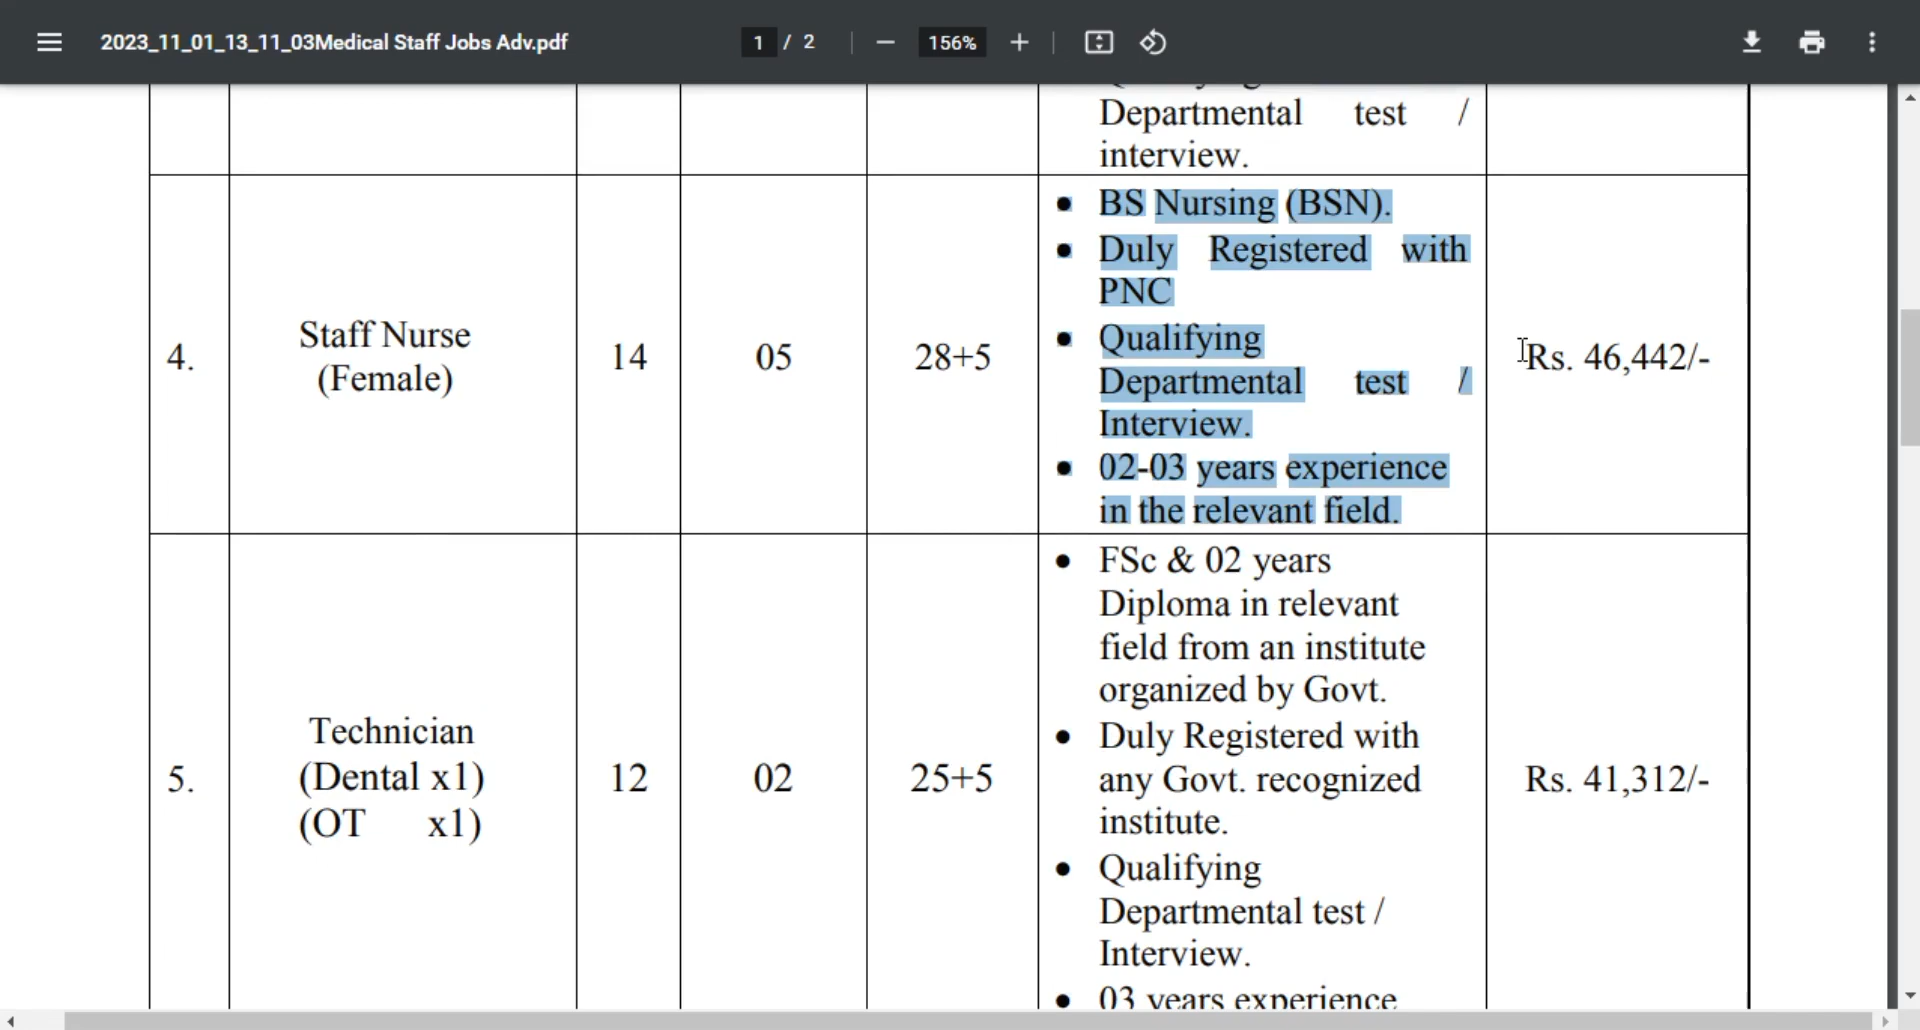 2023_11_01_13_11_03Medical Staff Jobs Adv.pdf
1 / 2
156%
Departmental test /
interview.
4.
Staff Nurse
(Female)
14
05
28+5
• BS Nursing (BSN).
• Duly Registered with
PNC
• Qualifying
Departmental test /
Interview.
• 02-03 years experience
in the relevant field.
Rs. 46,442/-
5.
Technician
(Dental x1)
(OT x1)
12
02
25+5
• FSc & 02 years
Diploma in relevant
field from an institute
organized by Govt.
• Duly Registered with
any Govt. recognized
institute.
• Qualifying
Departmental test /
Interview.
• 03 years experience
Rs. 41,312/-